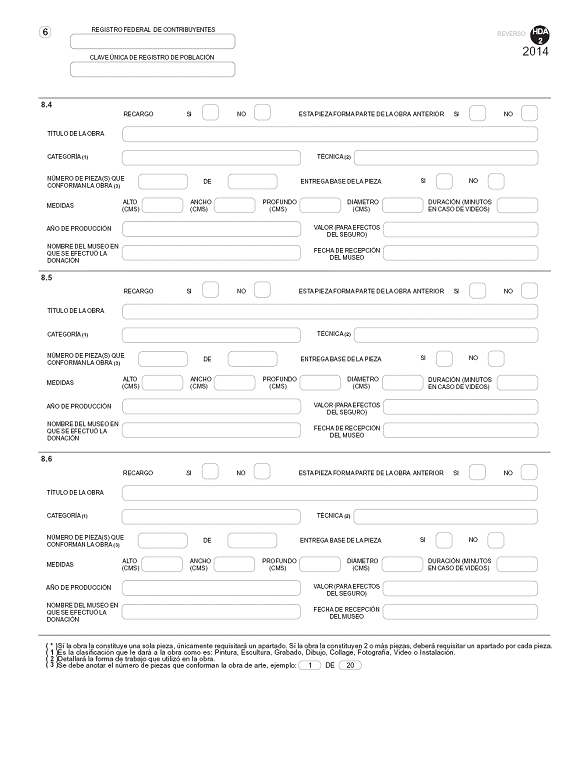 6
REGISTRO FEDERAL DE CONTRIBUYENTES
REVERSO HDA 2
2014
CLAVE ÚNICA DE REGISTRO DE POBLACIÓN
8.4
RECARGO SI NO ESTA PIEZA FORMA PARTE DE LA OBRA ANTERIOR SI NO
TÍTULO DE LA OBRA
CATEGORÍA (1) TÉCNICA (2)
NÚMERO DE PIEZA(S) QUE CONFORMAN LA OBRA (3) DE ENTREGA BASE DE LA PIEZA SI NO
MEDIDAS ALTO (CMS) ANCHO (CMS) PROFUNDO (CMS) DIAMETRO (CMS) DURACIÓN (MINUTOS EN CASO DE VIDEOS)
AÑO DE PRODUCCIÓN VALOR (PARA EFECTOS DEL SEGURO)
NOMBRE DEL MUSEO EN QUE SE EFECTUÓ LA DONACIÓN FECHA DE RECEPCIÓN DEL MUSEO
8.5
RECARGO SI NO ESTA PIEZA FORMA PARTE DE LA OBRA ANTERIOR SI NO
TÍTULO DE LA OBRA
CATEGORÍA (1) TÉCNICA (2)
NÚMERO DE PIEZA(S) QUE CONFORMAN LA OBRA (3) DE ENTREGA BASE DE LA PIEZA SI NO
MEDIDAS ALTO (CMS) ANCHO (CMS) PROFUNDO (CMS) DIAMETRO (CMS) DURACIÓN (MINUTOS EN CASO DE VIDEOS)
AÑO DE PRODUCCIÓN VALOR (PARA EFECTOS DEL SEGURO)
NOMBRE DEL MUSEO EN QUE SE EFECTUÓ LA DONACIÓN FECHA DE RECEPCIÓN DEL MUSEO
8.6
RECARGO SI NO ESTA PIEZA FORMA PARTE DE LA OBRA ANTERIOR SI NO
TÍTULO DE LA OBRA
CATEGORÍA (1) TÉCNICA (2)
NÚMERO DE PIEZA(S) QUE CONFORMAN LA OBRA (3) DE ENTREGA BASE DE LA PIEZA SI NO
MEDIDAS ALTO (CMS) ANCHO (CMS) PROFUNDO (CMS) DIAMETRO (CMS) DURACIÓN (MINUTOS EN CASO DE VIDEOS)
AÑO DE PRODUCCIÓN VALOR (PARA EFECTOS DEL SEGURO)
NOMBRE DEL MUSEO EN QUE SE EFECTUÓ LA DONACIÓN FECHA DE RECEPCIÓN DEL MUSEO
( * )Si la obra la constituye una sola pieza, únicamente requisitará un apartado. Si la obra la constituyen 2 o más piezas, deberá requisitar un apartado por cada pieza.
( 1 )Es la clasificación que le dará a la obra como es: Pintura, Escultura, Grabado, Dibujo, Collage, Fotografía, Video o Instalación.
( 2 )Detallará la forma de trabajo que utilizó en la obra.
( 3 )Se debe anotar el número de piezas que conforman la obra de arte, ejemplo: 1 DE 20